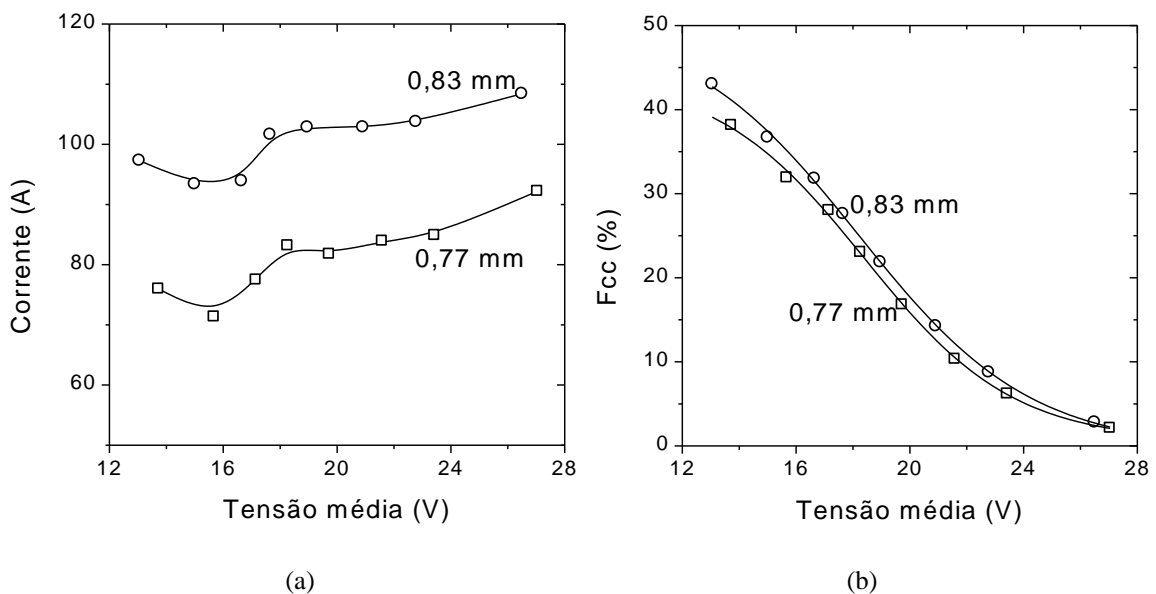 120
100
80
60
Corrente (A)
0,83 mm
0,77 mm
12 16 20 24 28
Tensão média (V)
(a)
50
40
30
20
10
0
Fcc (%)
0,83 mm
0,77 mm
12 16 20 24 28
Tensão média (V)
(b)